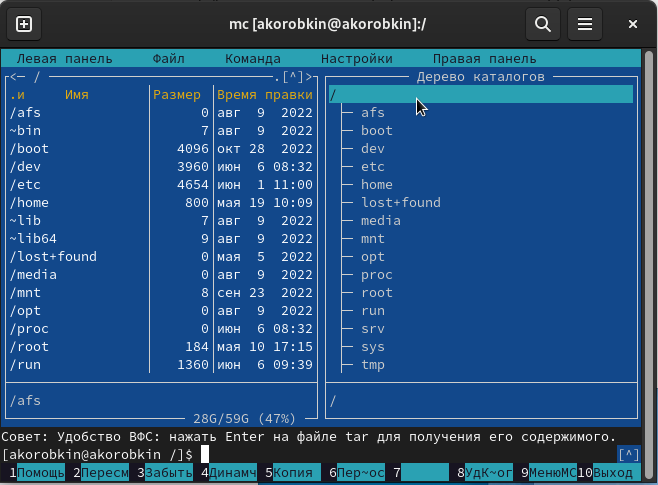 mc [akorobkin@akorobkin]:/
Левая панель Файл Команда Настройки Правая панель
<— / .[^]>
.и Имя Размер Время правки
/afs 0 авг 9 2022
~bin 7 авг 9 2022
/boot 4096 окт 28 2022
/dev 3960 июн 6 08:32
/etc 4654 июн 1 11:00
/home 800 мая 19 10:09
~lib 7 авг 9 2022
~lib64 9 авг 9 2022
/lost+found 0 мая 5 2022
/media 0 авг 9 2022
/mnt 8 сен 23 2022
/opt 0 авг 9 2022
/proc 0 июн 6 08:32
/root 184 мая 10 17:15
/run 1360 июн 6 09:39
/afs
28G/59G (47%)
Дерево каталогов
/
afs
boot
dev
etc
home
lost+found
media
mnt
opt
proc
root
run
srv
sys
tmp
/
Совет: Удобство ВФС: нажать Enter на файле tar для получения его содержимого.
[akorobkin@akorobkin /]$ [^]
1Помощь 2Пересм 3Забыть 4Динамч 5Копия 6Пер~ос 7 8УдК~ог 9МенюMC 10Выход